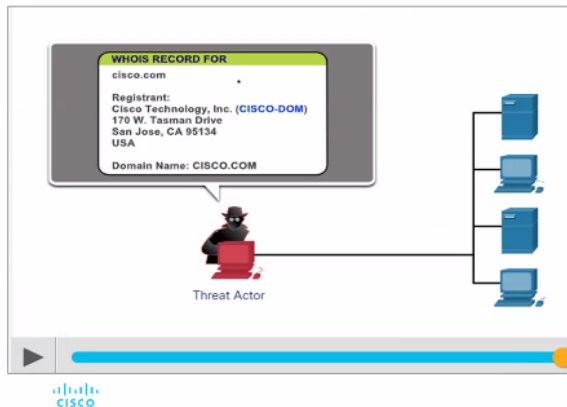 WHOIS RECORD FOR
cisco.com
Registrant:
Cisco Technology, Inc. (CISCO-DOM)
170 W. Tasman Drive
San Jose, CA 95134
USA
Domain Name: CISCO.COM
Threat Actor
CISCO